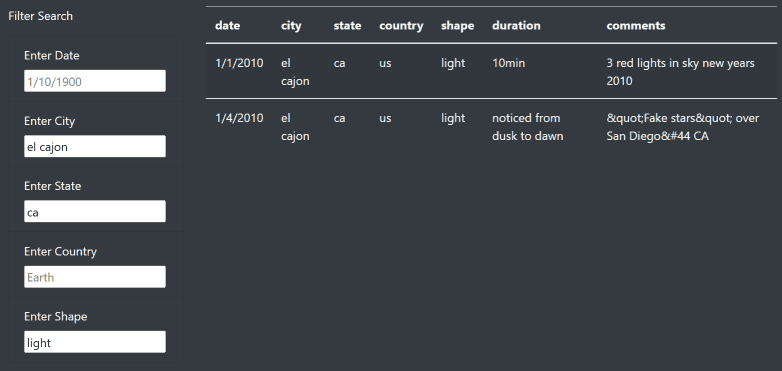 Filter Search
Enter Date
1/10/1900
Enter City
el cajon
Enter State
ca
Enter Country
Earth
Enter Shape
light
date city state country shape duration comments
1/1/2010 el ca us light 10min 3 red lights in sky new years
cajon 2010
1/4/2010 el ca us light noticed from &quot;Fake stars&quot; over
cajon dusk to dawn San Diego&#44 CA